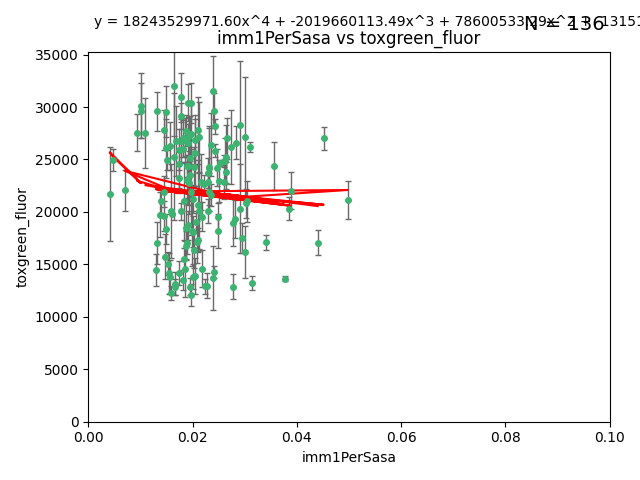 y = 18243529971.60x^4 + -2019660113.49x^3 +
N = 136
imm1PerSasa vs toxgreen_fluor
35000
30000
25000
20000
15000
10000
5000
0
toxgreen_fluor
0.00 0.02 0.04 0.06 0.08 0.10
imm1PerSasa